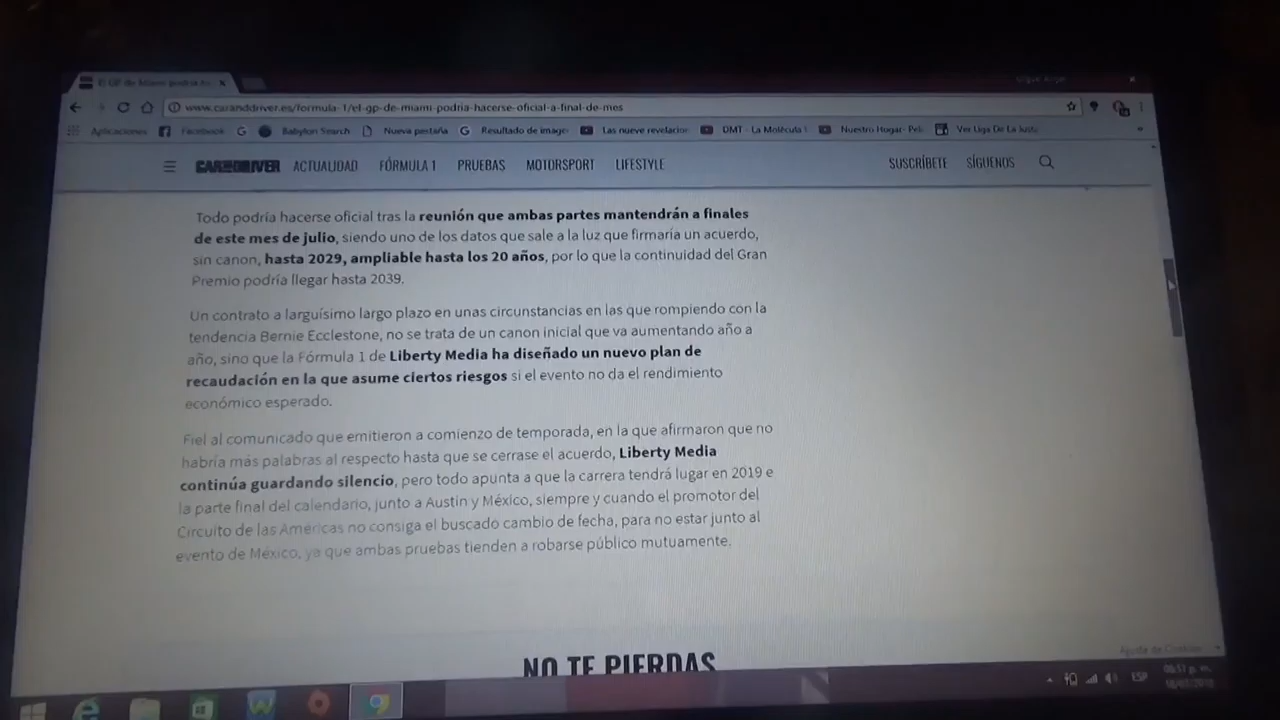 El GP de Miami podría
www.caranddriver.es/formula-1/el-gp-de-miami-podria-hacerse-oficial-a-final-de-mes
Aplicaciones Facebook Babylon Search Nueva pestaña Resultado de image Las nueve revelacion DMT - La Molécula Nuestro Hogar- Pel Ver Liga De La Justi
CAR AND DRIVER ACTUALIDAD FÓRMULA 1 PRUEBAS MOTORSPORT LIFESTYLE SUSCRÍBETE SÍGUENOS
Todo podría hacerse oficial tras la reunión que ambas partes mantendrán a finales
de este mes de julio, siendo uno de los datos que sale a la luz que firmaría un acuerdo,
sin canon, hasta 2029, ampliable hasta los 20 años, por lo que la continuidad del Gran
Premio podría llegar hasta 2039.
Un contrato a larguísimo largo plazo en unas circunstancias en las que rompiendo con la
tendencia Bernie Ecclestone, no se trata de un canon inicial que va aumentando año a
año, sino que la Fórmula 1 de Liberty Media ha diseñado un nuevo plan de
recaudación en la que asume ciertos riesgos si el evento no da el rendimiento
económico esperado.
Fiel al comunicado que emitieron a comienzo de temporada, en la que afirmaron que no
habría más palabras al respecto hasta que se cerrase el acuerdo, Liberty Media
continúa guardando silencio, pero todo apunta a que la carrera tendrá lugar en 2019 e
la parte final del calendario, junto a Austin y México, siempre y cuando el promotor del
Circuito de las Américas no consiga el buscado cambio de fecha, para no estar junto al
evento de México, ya que ambas pruebas tienden a robarse público mutuamente.
NO TE PIERDAS
Ajuste de Cookies
ESP